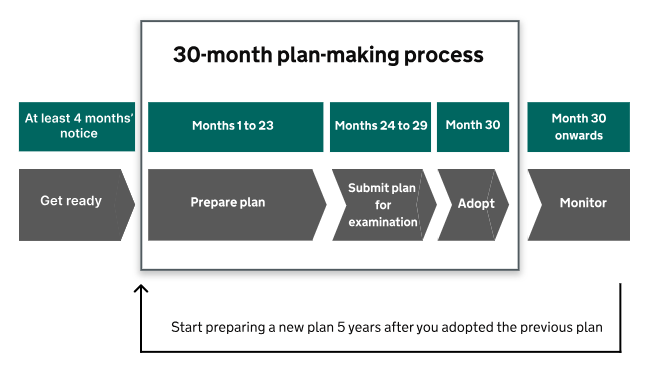 30-month plan-making process
At least 4 months’
notice
Months 1 to 23
Months 24 to 29
Month 30
Month 30
onwards
Get ready
Prepare plan
Submit plan
for
examination
Adopt
Monitor
Start preparing a new plan 5 years after you adopted the previous plan